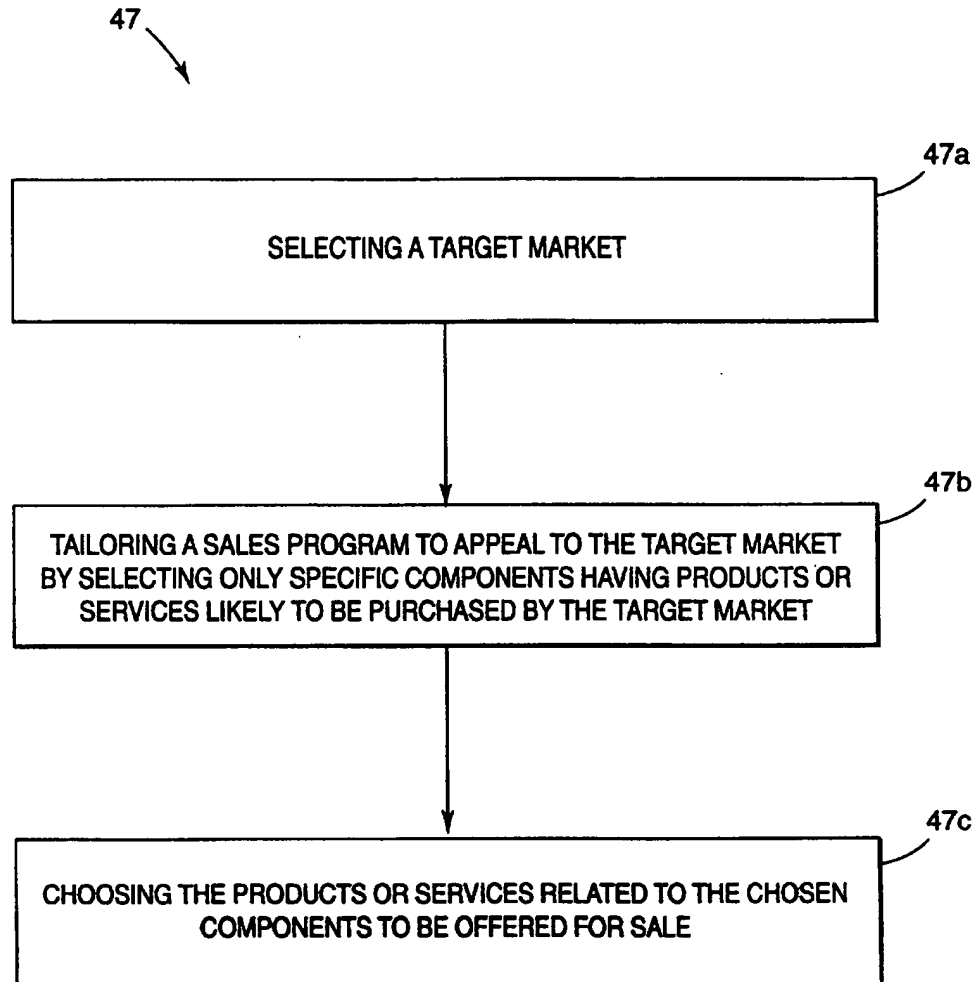 47
47a
SELECTING A TARGET MARKET
47b
TAILORING A SALES PROGRAM TO APPEAL TO THE TARGET MARKET
BY SELECTING ONLY SPECIFIC COMPONENTS HAVING PRODUCTS OR
SERVICES LIKELY TO BE PURCHASED BY THE TARGET MARKET
47c
CHOOSING THE PRODUCTS OR SERVICES RELATED TO THE CHOSEN
COMPONENTS TO BE OFFERED FOR SALE